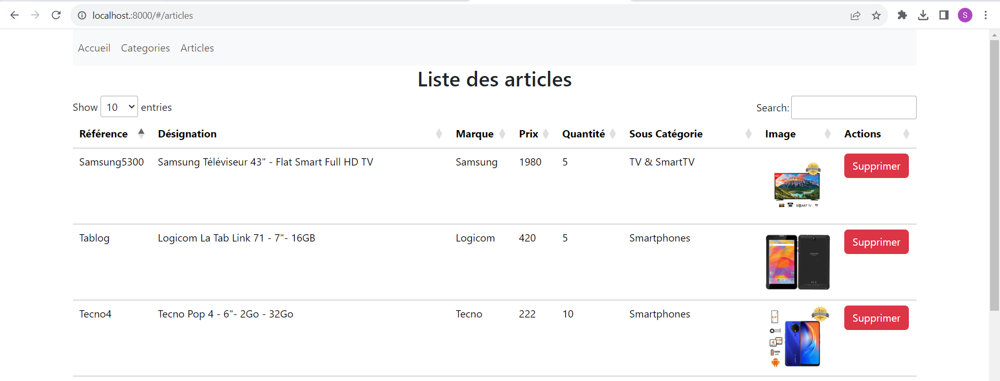 localhost.:8000/#/articles
S
Accueil Categories Articles
Liste des articles
Show 10 entries
Search:
Référence Désignation Marque Prix Quantité Sous Catégorie Image Actions
Samsung5300 Samsung Téléviseur 43" - Flat Smart Full HD TV Samsung 1980 5 TV & SmartTV Supprimer
43"
SMART TV
Tablog Logicom La Tab Link 71 - 7"- 16GB Logicom 420 5 Smartphones Supprimer
Tecno4 Tecno Pop 4 - 6"- 2Go - 32Go Tecno 222 10 Smartphones Supprimer